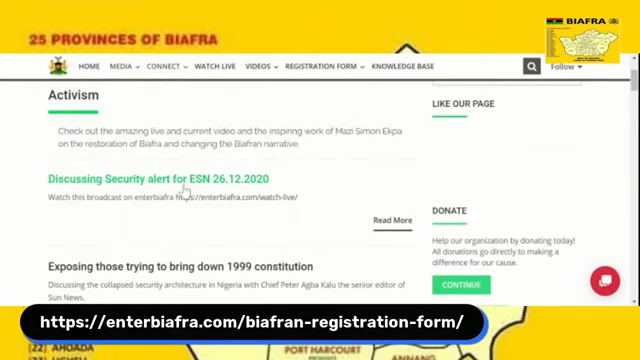 25 PROVINCES OF BIAFRA
BIAFRA
HOME MEDIA CONNECT WATCH LIVE VIDEOS REGISTRATION FORM KNOWLEDGE BASE
Follow
Activism
Check out the amazing live and current video and the inspiring work of Mazi Simon Ekpa
on the restoration of Biafra and changing the Biafran narrative.
Discussing Security alert for ESN 26.12.2020
Watch this broadcast on enterbiafra https://enterbiafra.com/watch-live/
Read More
Exposing those trying to bring down 1999 constitution
Discussing the collapsed security architecture in Nigeria with Chief Peter Agba Kalu the senior editor of
Sun News.
LIKE OUR PAGE
DONATE
Help our organization by donating today!
All donations go directly to making a
difference for our cause.
CONTINUE
https://enterbiafra.com/biafran-registration-form/
(22) AHOADA
PORT HARCOURT
ANNANG